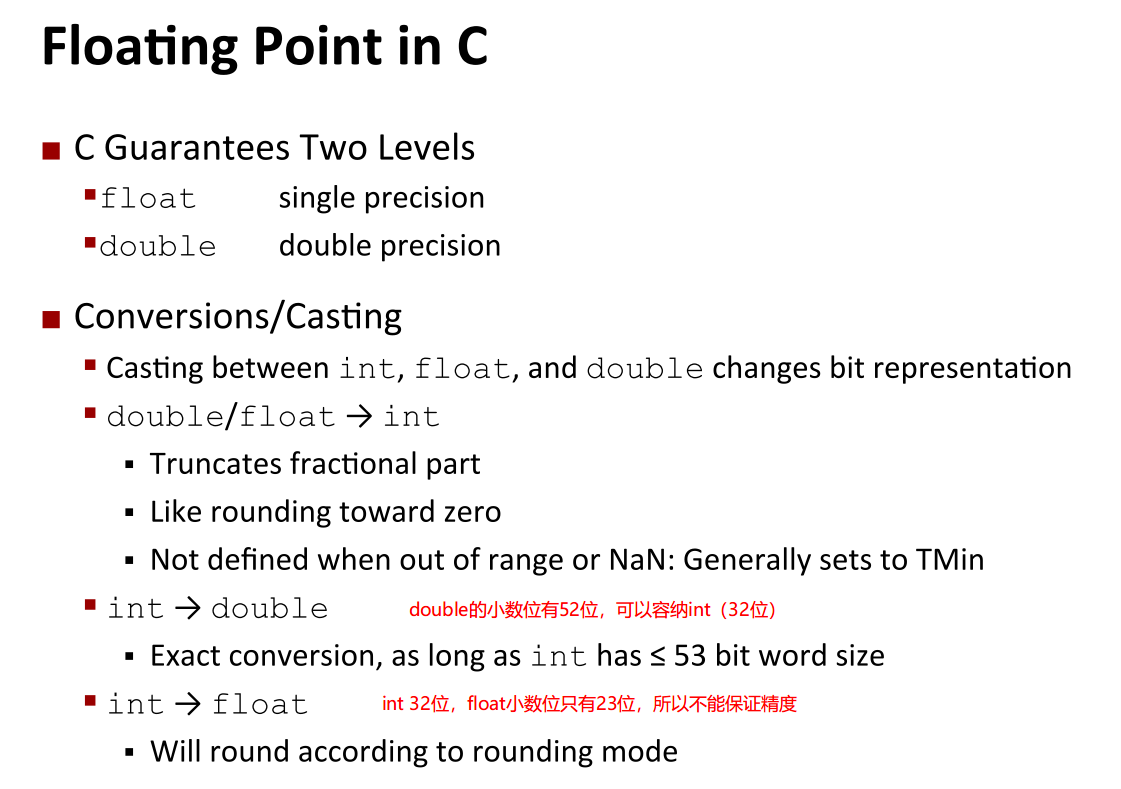 Floating Point in C
■ C Guarantees Two Levels
▪float single precision
▪double double precision
■ Conversions/Casting
▪ Casting between int, float, and double changes bit representation
▪ double/float → int
▪ Truncates fractional part
▪ Like rounding toward zero
▪ Not defined when out of range or NaN: Generally sets to TMin
▪ int → double double的小数位有52位，可以容纳int（32位）
▪ Exact conversion, as long as int has ≤ 53 bit word size
▪ int → float int 32位，float小数位只有23位，所以不能保证精度
▪ Will round according to rounding mode